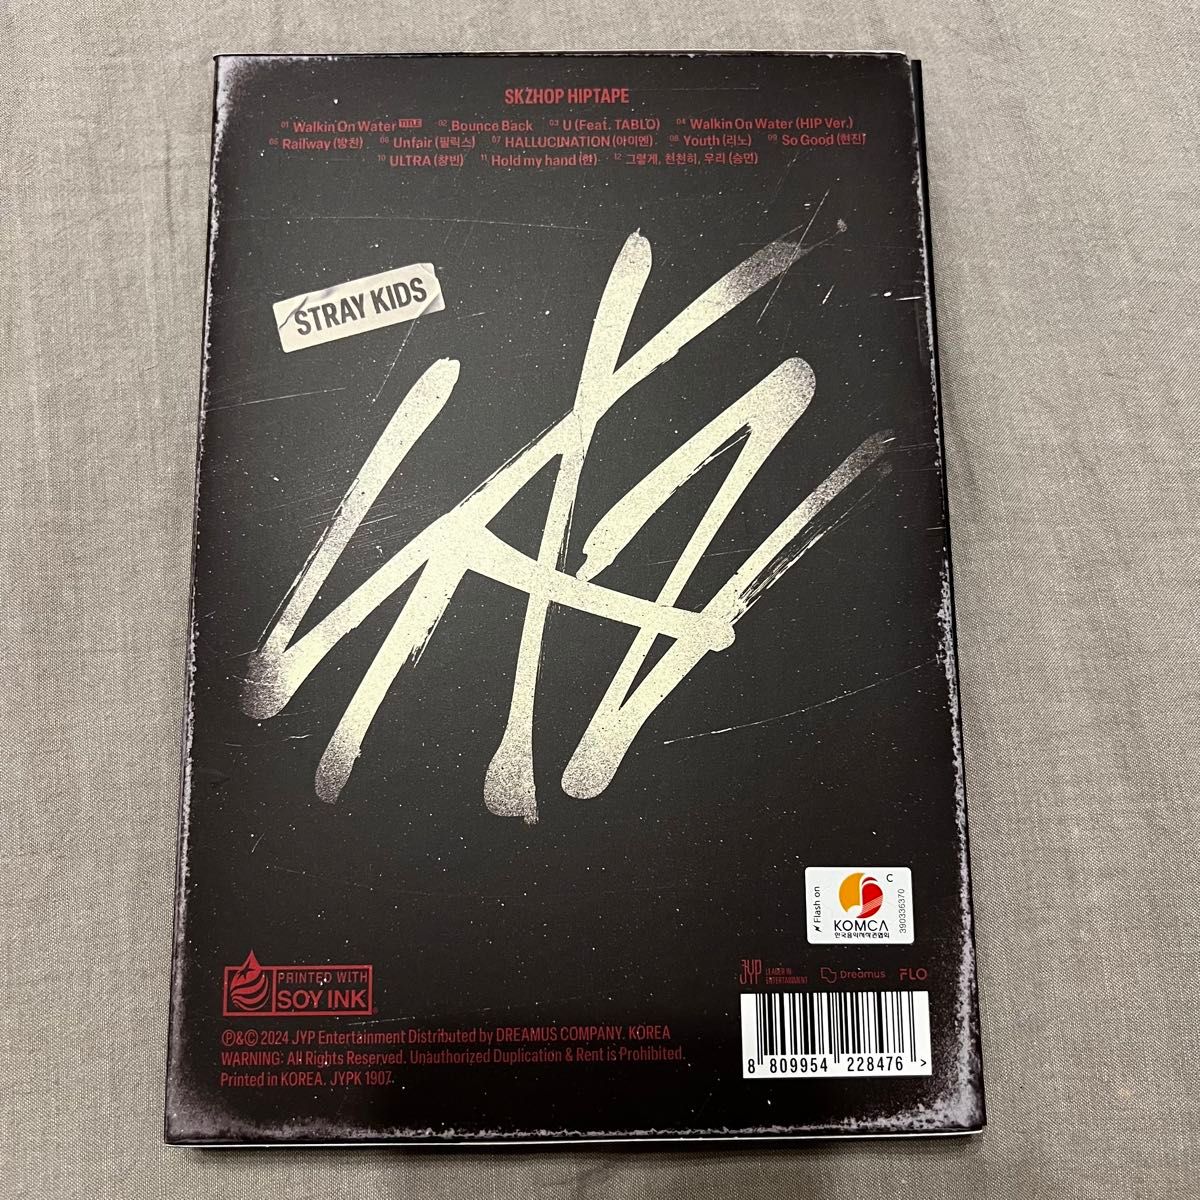 SKZHOP HIPTAPE
01 Walkin On Water TITLE 02 Bounce Back 03 U (Feat. TABLO) 04 Walkin On Water (HIP Ver.)
05 Railway (방찬) 06 Unfair (필릭스) 07 HALLUCINATION (아이엔) 08 Youth (리노) 09 So Good (현진)
10 ULTRA (창빈) 11 Hold my hand (한) 12 그렇게, 천천히, 우리 (승민)
STRAY KIDS
SKZ
Flash on
C
KOMCA
한국음악저작권협회
390336370
PRINTED WITH
SOY INK
JYP LEADER IN
ENTERTAINMENT
Dreamus
FLO
Ⓟ&© 2024 JYP Entertainment Distributed by DREAMUS COMPANY. KOREA
WARNING: All Rights Reserved. Unauthorized Duplication & Rent is Prohibited.
Printed in KOREA. JYPK 1907
8 809954 228476 >